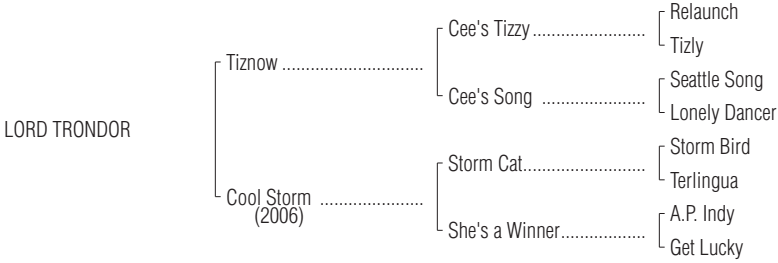 Relaunch
Cee's Tizzy........................
Tizly
Tiznow ..............................
Seattle Song
Cee's Song ......................
Lonely Dancer
LORD TRONDOR
Storm Bird
Storm Cat..........................
Terlingua
Cool Storm ......................
(2006)
A.P. Indy
She's a Winner..................
Get Lucky